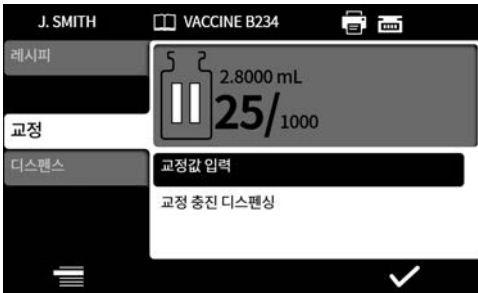 J. SMITH
VACCINE B234
레시피
2.8000 mL
25/1000
교정
디스펜스
교정값 입력
교정 충진 디스펜싱